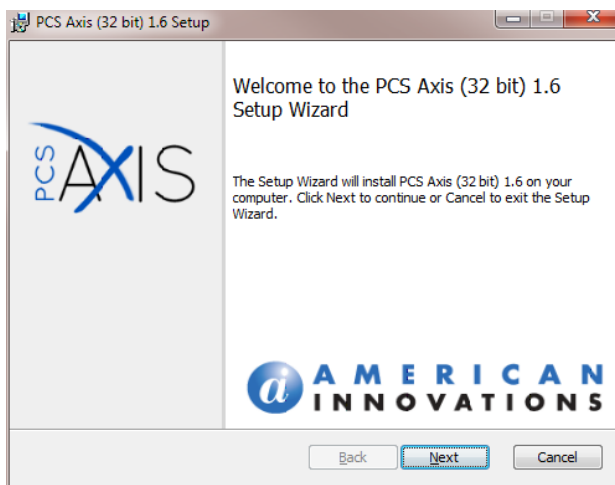 PCS Axis (32 bit) 1.6 Setup
PCS AXIS
Welcome to the PCS Axis (32 bit) 1.6
Setup Wizard
The Setup Wizard will install PCS Axis (32 bit) 1.6 on your
computer. Click Next to continue or Cancel to exit the Setup
Wizard.
a AMERICAN
INNOVATIONS
Back Next Cancel